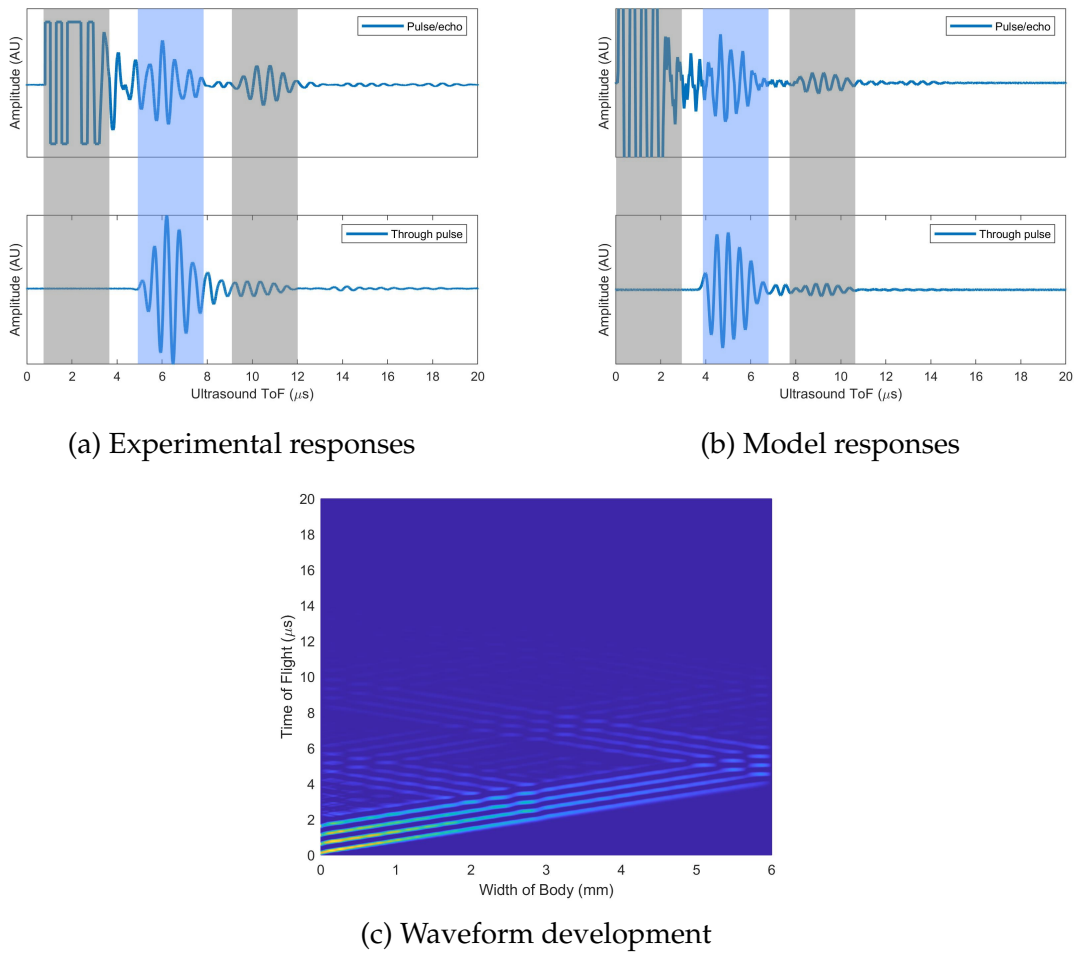 Amplitude (AU)
Pulse/echo
Amplitude (AU)
Through pulse
0 2 4 6 8 10 12 14 16 18 20
Ultrasound ToF (μs)
(a) Experimental responses
Amplitude (AU)
Pulse/echo
Amplitude (AU)
Through pulse
0 2 4 6 8 10 12 14 16 18 20
Ultrasound ToF (μs)
(b) Model responses
Time of Flight (μs)
20
18
16
14
12
10
8
6
4
2
0
0 1 2 3 4 5 6
Width of Body (mm)
(c) Waveform development